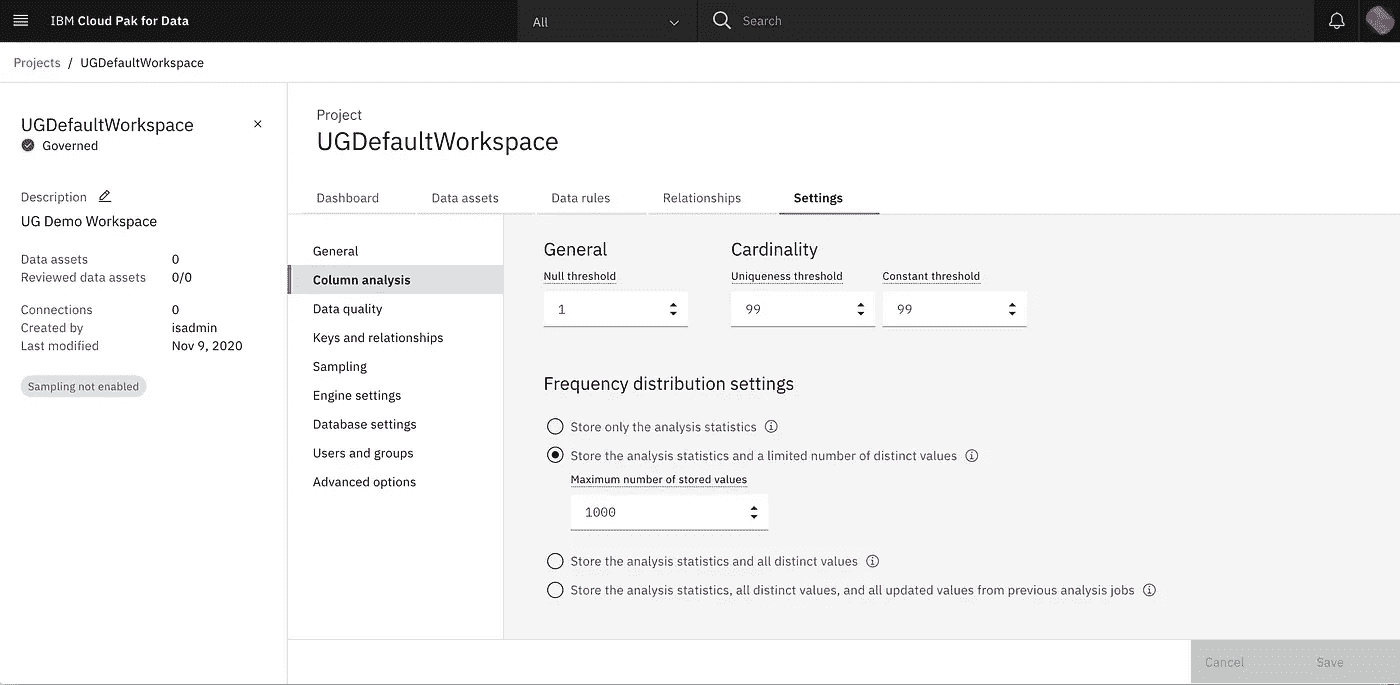 IBM Cloud Pak for Data
All
Search
Projects / UGDefaultWorkspace
UGDefaultWorkspace
Governed
Description
UG Demo Workspace
Data assets 0
Reviewed data assets 0/0
Connections 0
Created by isadmin
Last modified Nov 9, 2020
Sampling not enabled
Project
UGDefaultWorkspace
Dashboard Data assets Data rules Relationships Settings
General
Column analysis
Data quality
Keys and relationships
Sampling
Engine settings
Database settings
Users and groups
Advanced options
General Cardinality
Null threshold Uniqueness threshold Constant threshold
1 99 99
Frequency distribution settings
Store only the analysis statistics
Store the analysis statistics and a limited number of distinct values
Maximum number of stored values
1000
Store the analysis statistics and all distinct values
Store the analysis statistics, all distinct values, and all updated values from previous analysis jobs
Cancel Save